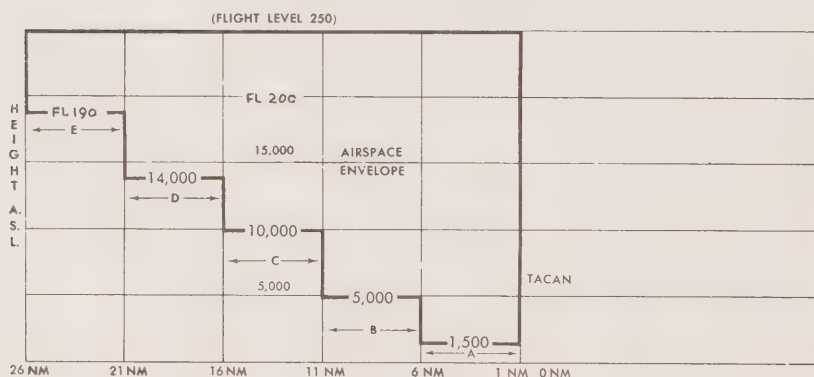 (FLIGHT LEVEL 250)
FL 200
FL 190
E
HEIGHT A.S.L.
15,000
AIRSPACE
ENVELOPE
14,000
D
10,000
C
TACAN
5,000
5,000
B
1,500
A
26 NM 21 NM 16 NM 11 NM 6 NM 1 NM 0 NM